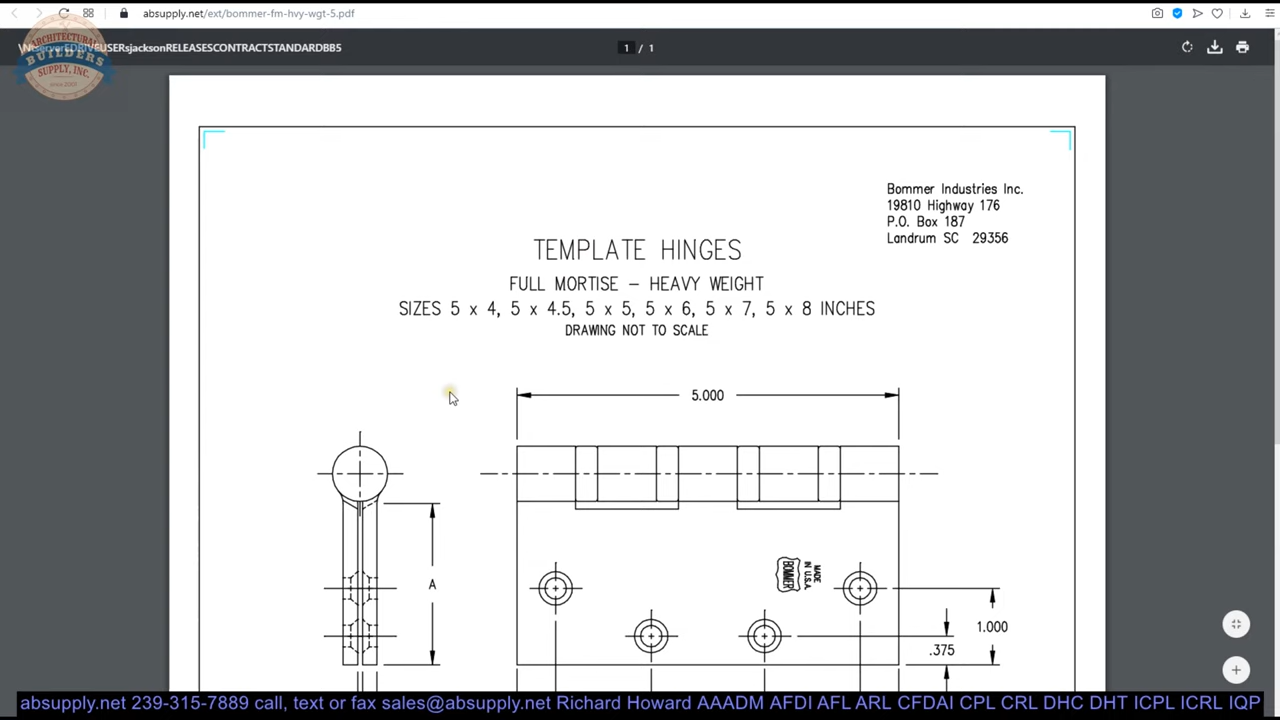 absupply.net/ext/bommer-fm-hvy-wgt-5.pdf
ARCHITECTURAL
BUILDERS
SUPPLY, INC.
since 2001
\NtserverEDRIVEUSERsjacksonRELEASESCONTRACTSTANDARDBB5
1 / 1
Bommer Industries Inc.
19810 Highway 176
P.O. Box 187
Landrum SC 29356
TEMPLATE HINGES
FULL MORTISE – HEAVY WEIGHT
SIZES 5 x 4, 5 x 4.5, 5 x 5, 5 x 6, 5 x 7, 5 x 8 INCHES
DRAWING NOT TO SCALE
5.000
A
BOMMER
MADE
IN U.S.A.
1.000
.375
absupply.net 239-315-7889 call, text or fax sales@absupply.net Richard Howard AAADM AFDI AFL ARL CFDAI CPL CRL DHC DHT ICPL ICRL IQP